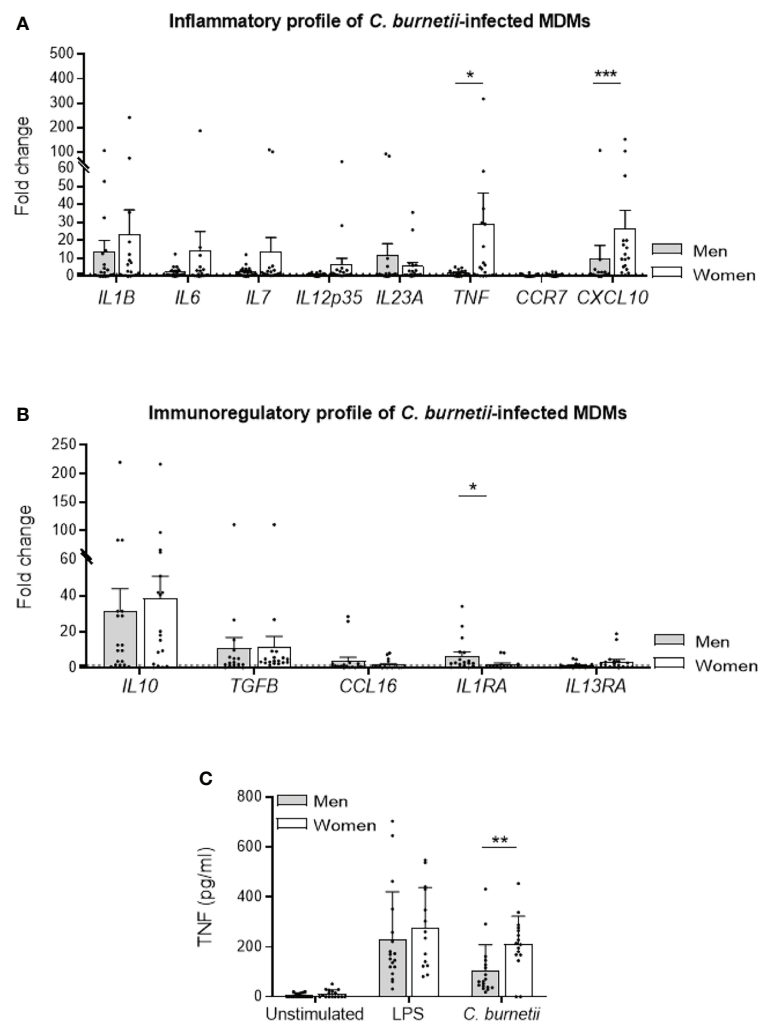 A
Inflammatory profile of C. burnetii-infected MDMs
Fold change
500
400
300
200
100
60
50
40
30
20
10
0
IL1B IL6 IL7 IL12p35 IL23A TNF CCR7 CXCL10
* ***
Men
Women
B
Immunoregulatory profile of C. burnetii-infected MDMs
Fold change
250
200
150
100
60
40
20
0
IL10 TGFB CCL16 IL1RA IL13RA
*
Men
Women
C
TNF (pg/ml)
800
600
400
200
0
Men
Women
**
Unstimulated LPS C. burnetii